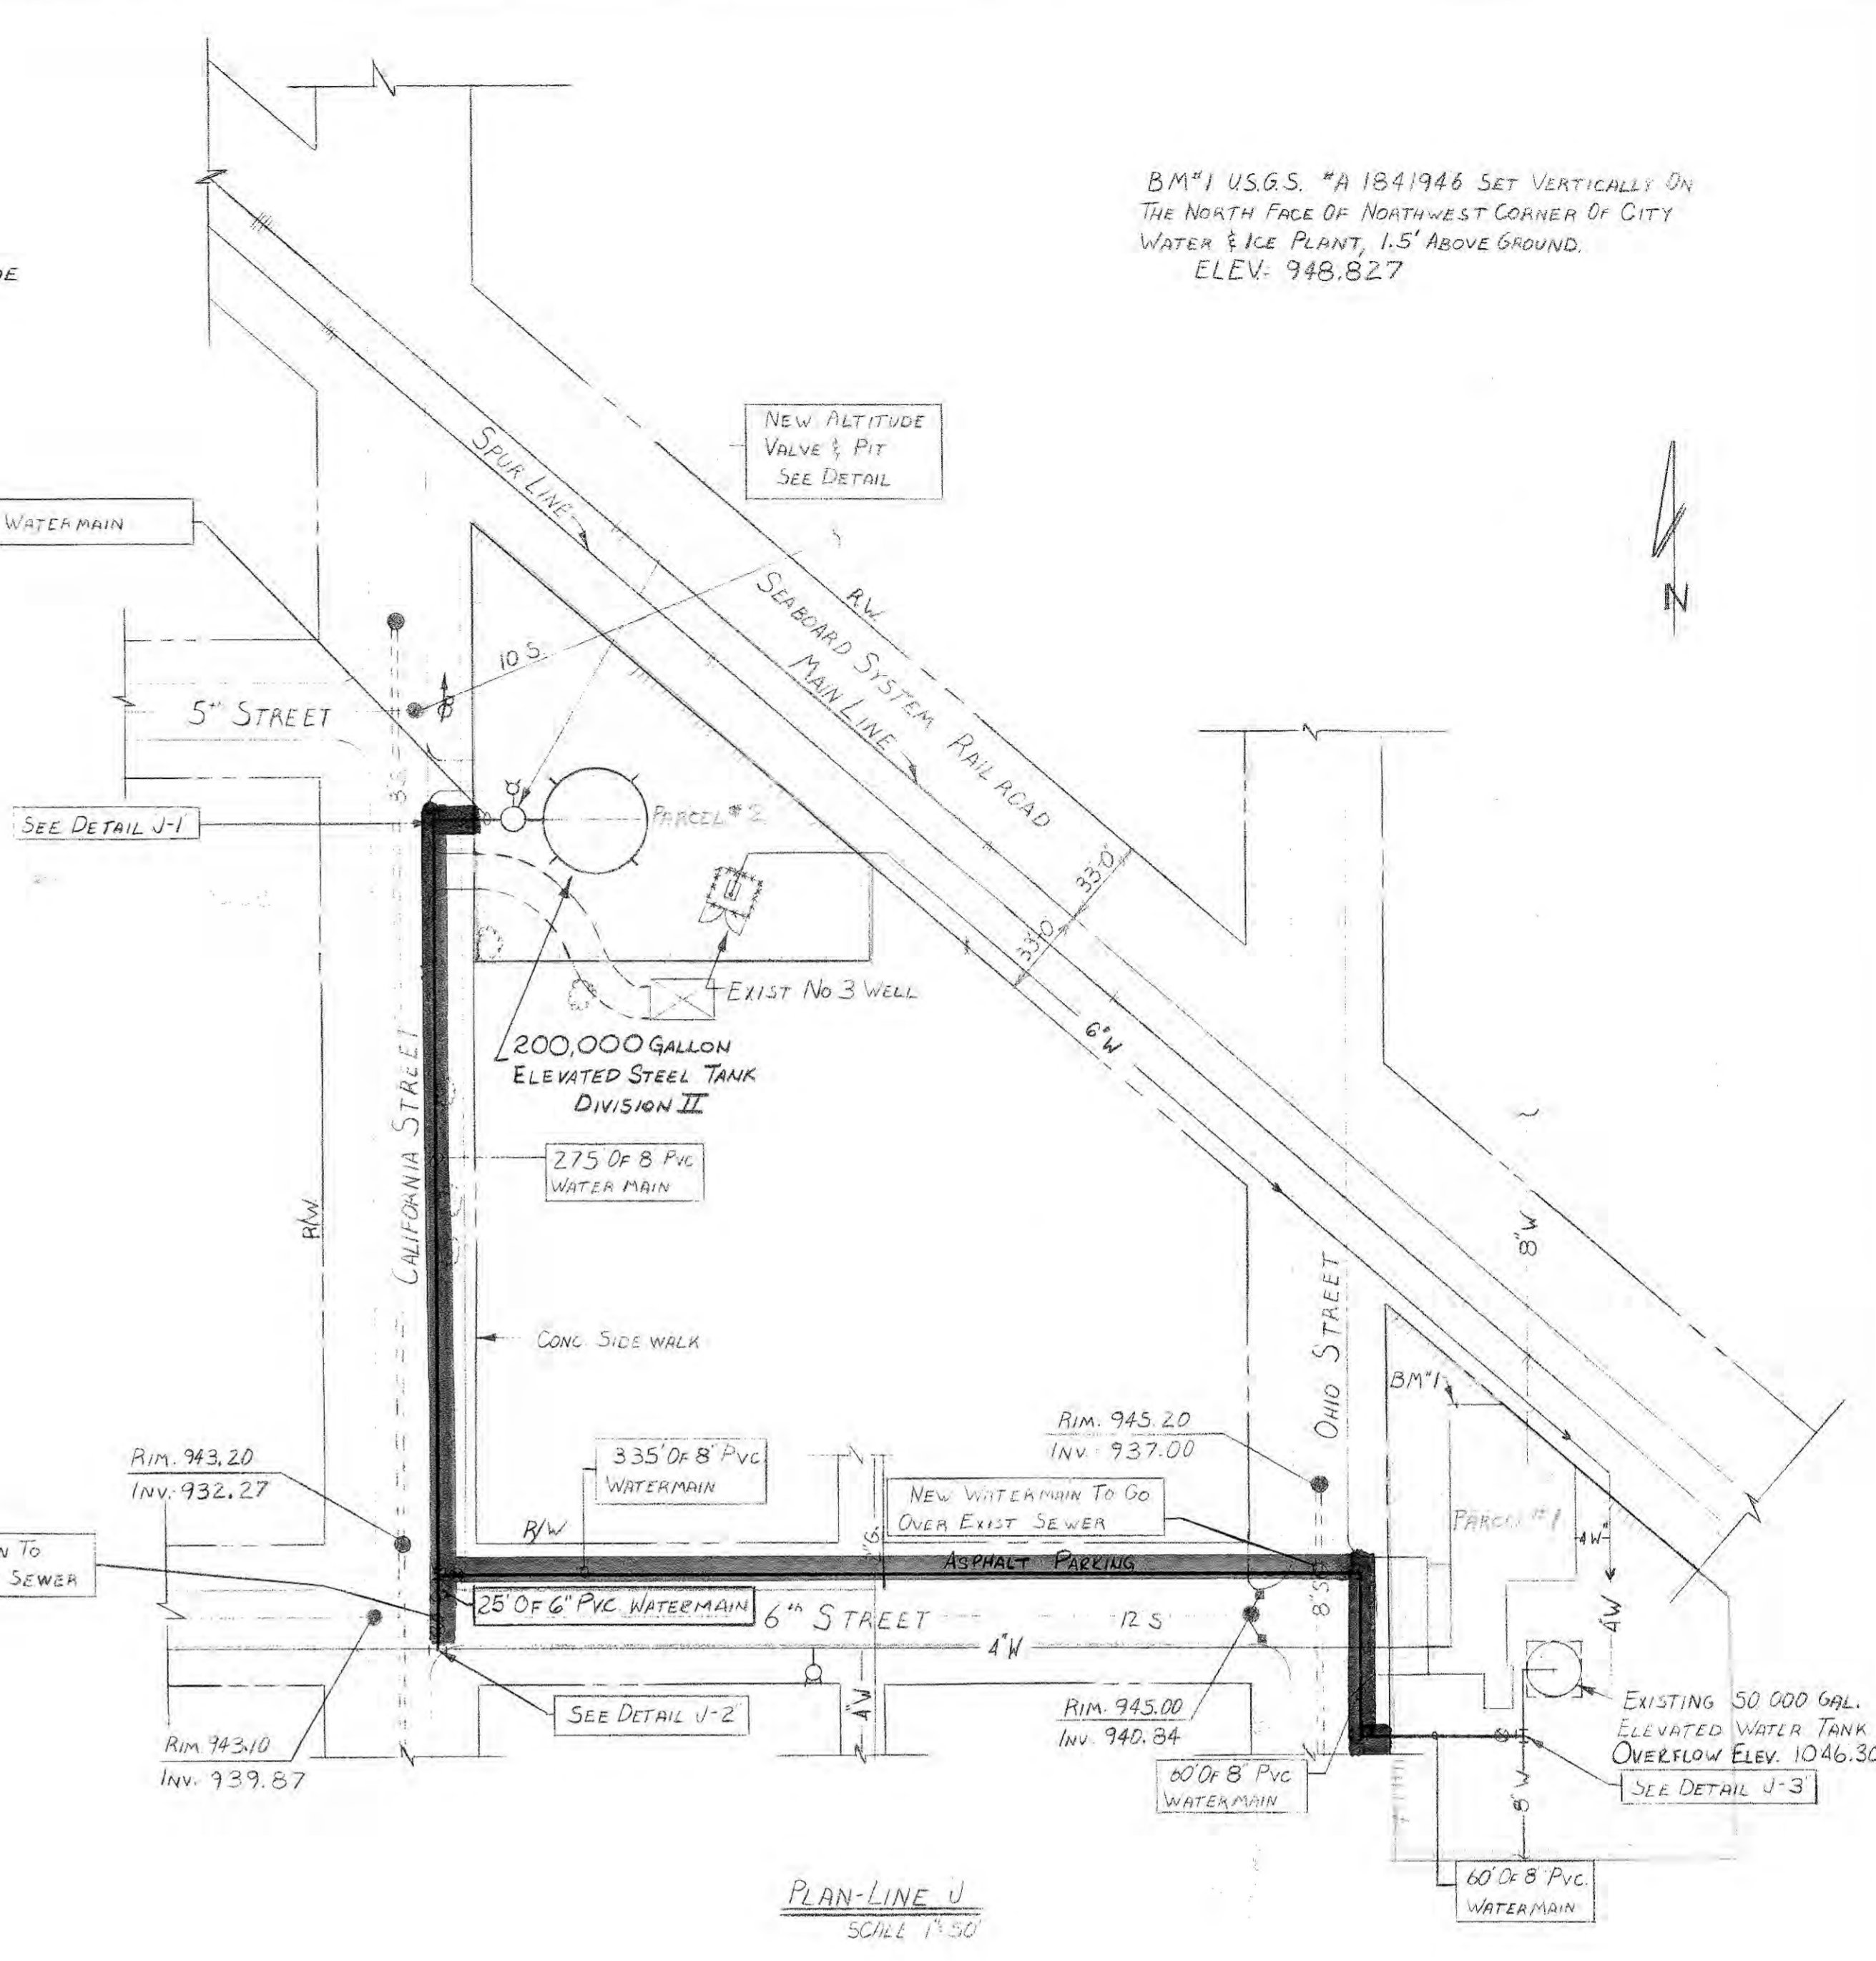 BM#1 U.S.G.S. #A 1841946 SET VERTICALLY ON
THE NORTH FACE OF NORTHWEST CORNER OF CITY
WATER & ICE PLANT, 1.5' ABOVE GROUND.
ELEV: 948.827
NEW ALTITUDE
VALVE & PIT
SEE DETAIL
SPUR LINE
WATERMAIN
R.W.
SEABOARD SYSTEM RAILROAD
MAIN LINE
N
10 S
5TH STREET
SEE DETAIL J-1
PARCEL #2
33'-0"
33'-0"
EXIST NO 3 WELL
6"W
200,000 GALLON
ELEVATED STEEL TANK
DIVISION II
CALIFORNIA STREET
275' OF 8" PVC
WATER MAIN
R/W
8"W
OHIO STREET
CONC. SIDE WALK
BM#1
RIM. 943.20
INV. 932.27
335' OF 8" PVC
WATERMAIN
RIM. 945.20
INV. 937.00
NEW WATERMAIN TO GO
OVER EXIST SEWER
PARCEL #1
R/W
4W"
TO
SEWER
ASPHALT PARKING
25' OF 6" PVC. WATERMAIN
6TH STREET
12 S
8"S
4"W
4W
4"W
SEE DETAIL J-2
RIM 943.10
INV. 939.87
RIM. 945.00
INV. 940.84
EXISTING 50 000 GAL.
ELEVATED WATER TANK
OVERFLOW ELEV. 1046.30
60' OF 8" PVC
WATERMAIN
SEE DETAIL J-3
8"W
60' OF 8" PVC.
WATERMAIN
PLAN-LINE J
SCALE 1"=50'